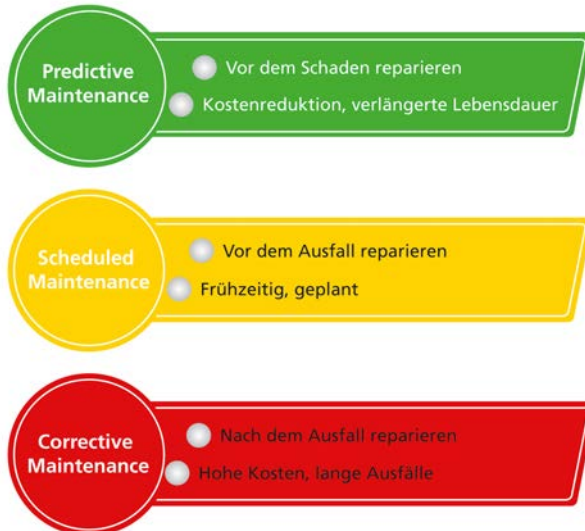 Predictive
Maintenance
Vor dem Schaden reparieren
Kostenreduktion, verlängerte Lebensdauer
Scheduled
Maintenance
Vor dem Ausfall reparieren
Frühzeitig, geplant
Corrective
Maintenance
Nach dem Ausfall reparieren
Hohe Kosten, lange Ausfälle